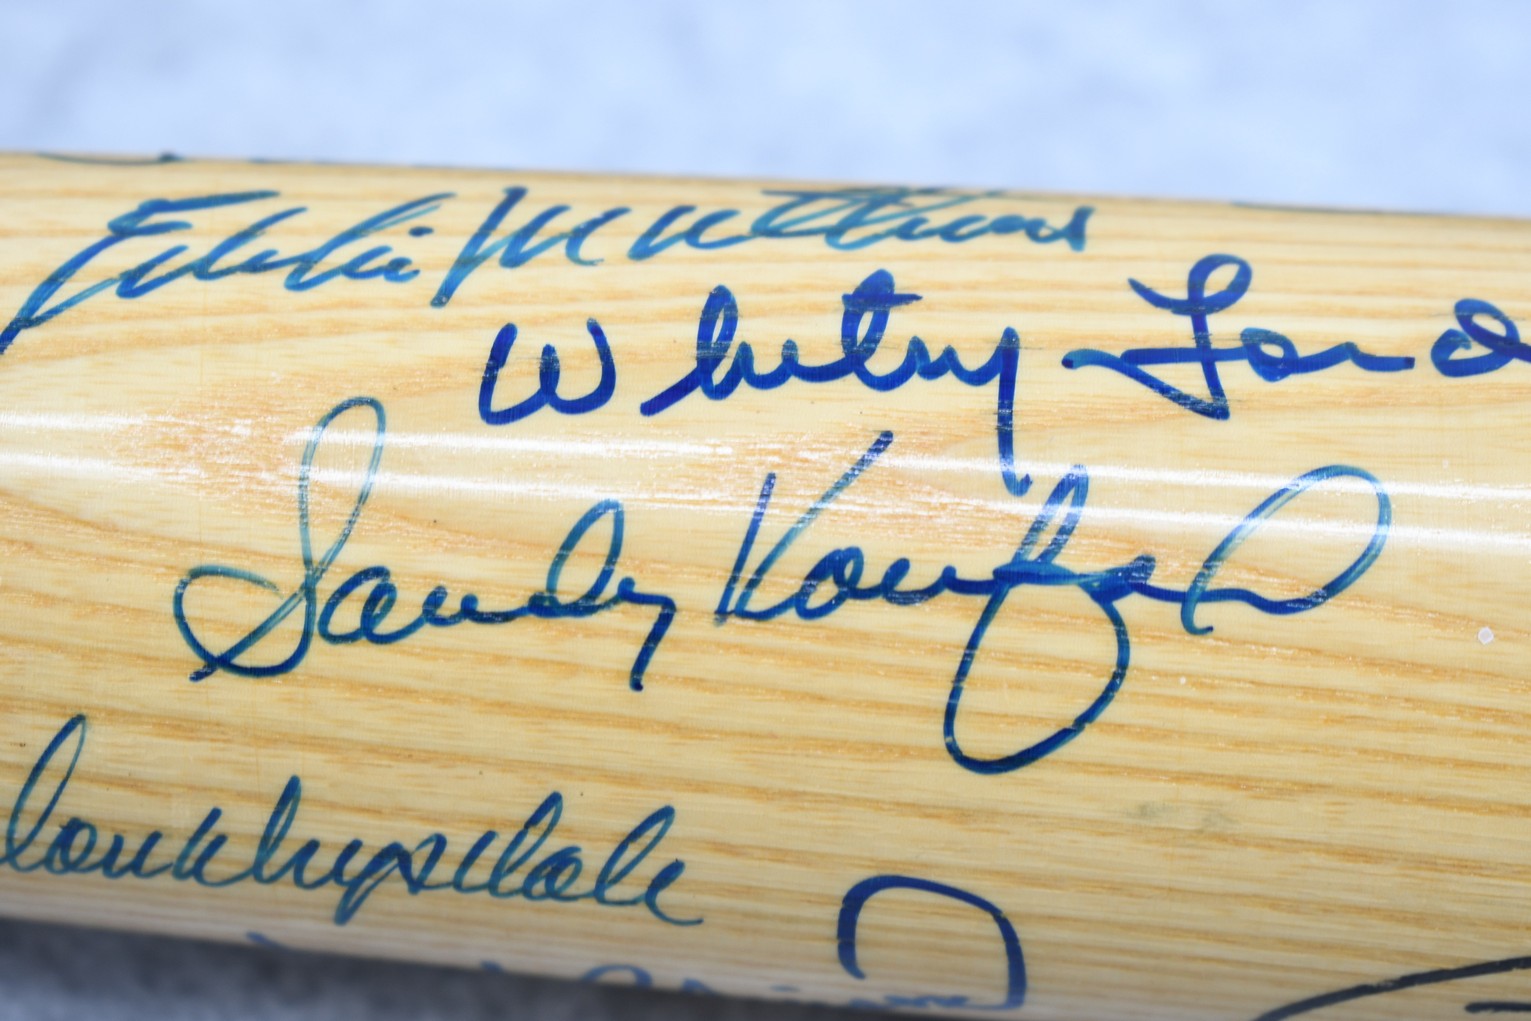 Eddie Mathews
Whitey Ford
Sandy Koufax
Don Drysdale